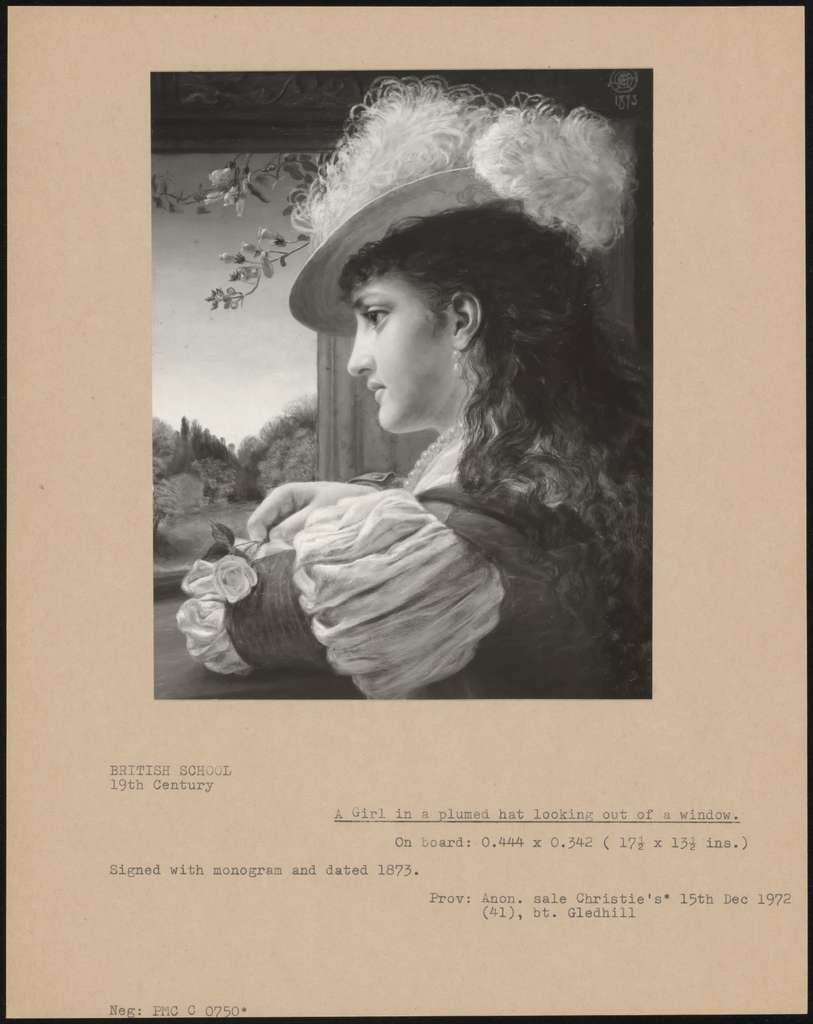 1873
BRITISH SCHOOL
19th Century
A Girl in a plumed hat looking out of a window.
On board: 0.444 x 0.342 ( 17½ x 13½ ins.)
Signed with monogram and dated 1873.
Prov: Anon. sale Christie's* 15th Dec 1972
(41), bt. Gledhill
Neg: PMC C 0750*